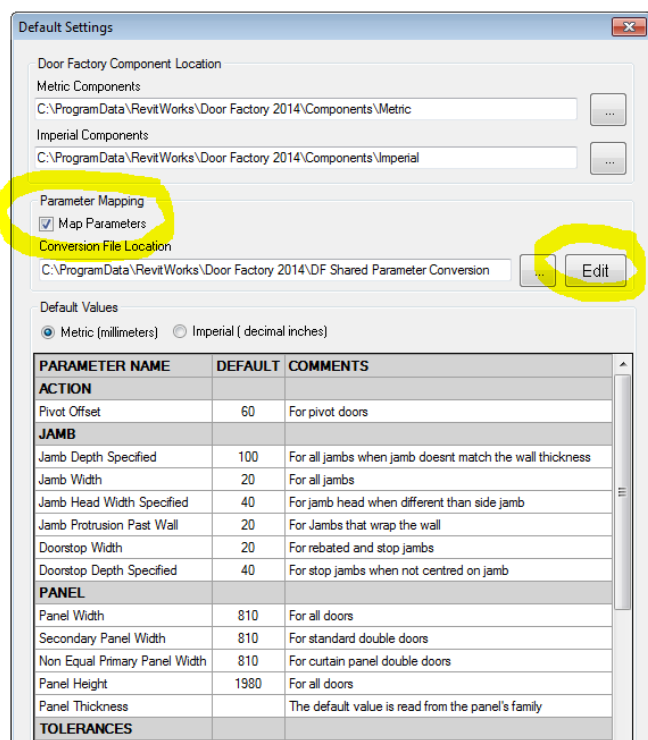 Default Settings
Door Factory Component Location
Metric Components
C:\ProgramData\RevitWorks\Door Factory 2014\Components\Metric
...
Imperial Components
C:\ProgramData\RevitWorks\Door Factory 2014\Components\Imperial
...
Parameter Mapping
Map Parameters
Conversion File Location
C:\ProgramData\RevitWorks\Door Factory 2014\DF Shared Parameter Conversion ... Edit
Default Values
Metric (millimeters) Imperial ( decimal inches)
PARAMETER NAME DEFAULT COMMENTS
ACTION
Pivot Offset 60 For pivot doors
JAMB
Jamb Depth Specified 100 For all jambs when jamb doesnt match the wall thickness
Jamb Width 20 For all jambs
Jamb Head Width Specified 40 For jamb head when different than side jamb
Jamb Protrusion Past Wall 20 For Jambs that wrap the wall
Doorstop Width 20 For rebated and stop jambs
Doorstop Depth Specified 40 For stop jambs when not centred on jamb
PANEL
Panel Width 810 For all doors
Secondary Panel Width 810 For standard double doors
Non Equal Primary Panel Width 810 For curtain panel double doors
Panel Height 1980 For all doors
Panel Thickness The default value is read from the panel's family
TOLERANCES